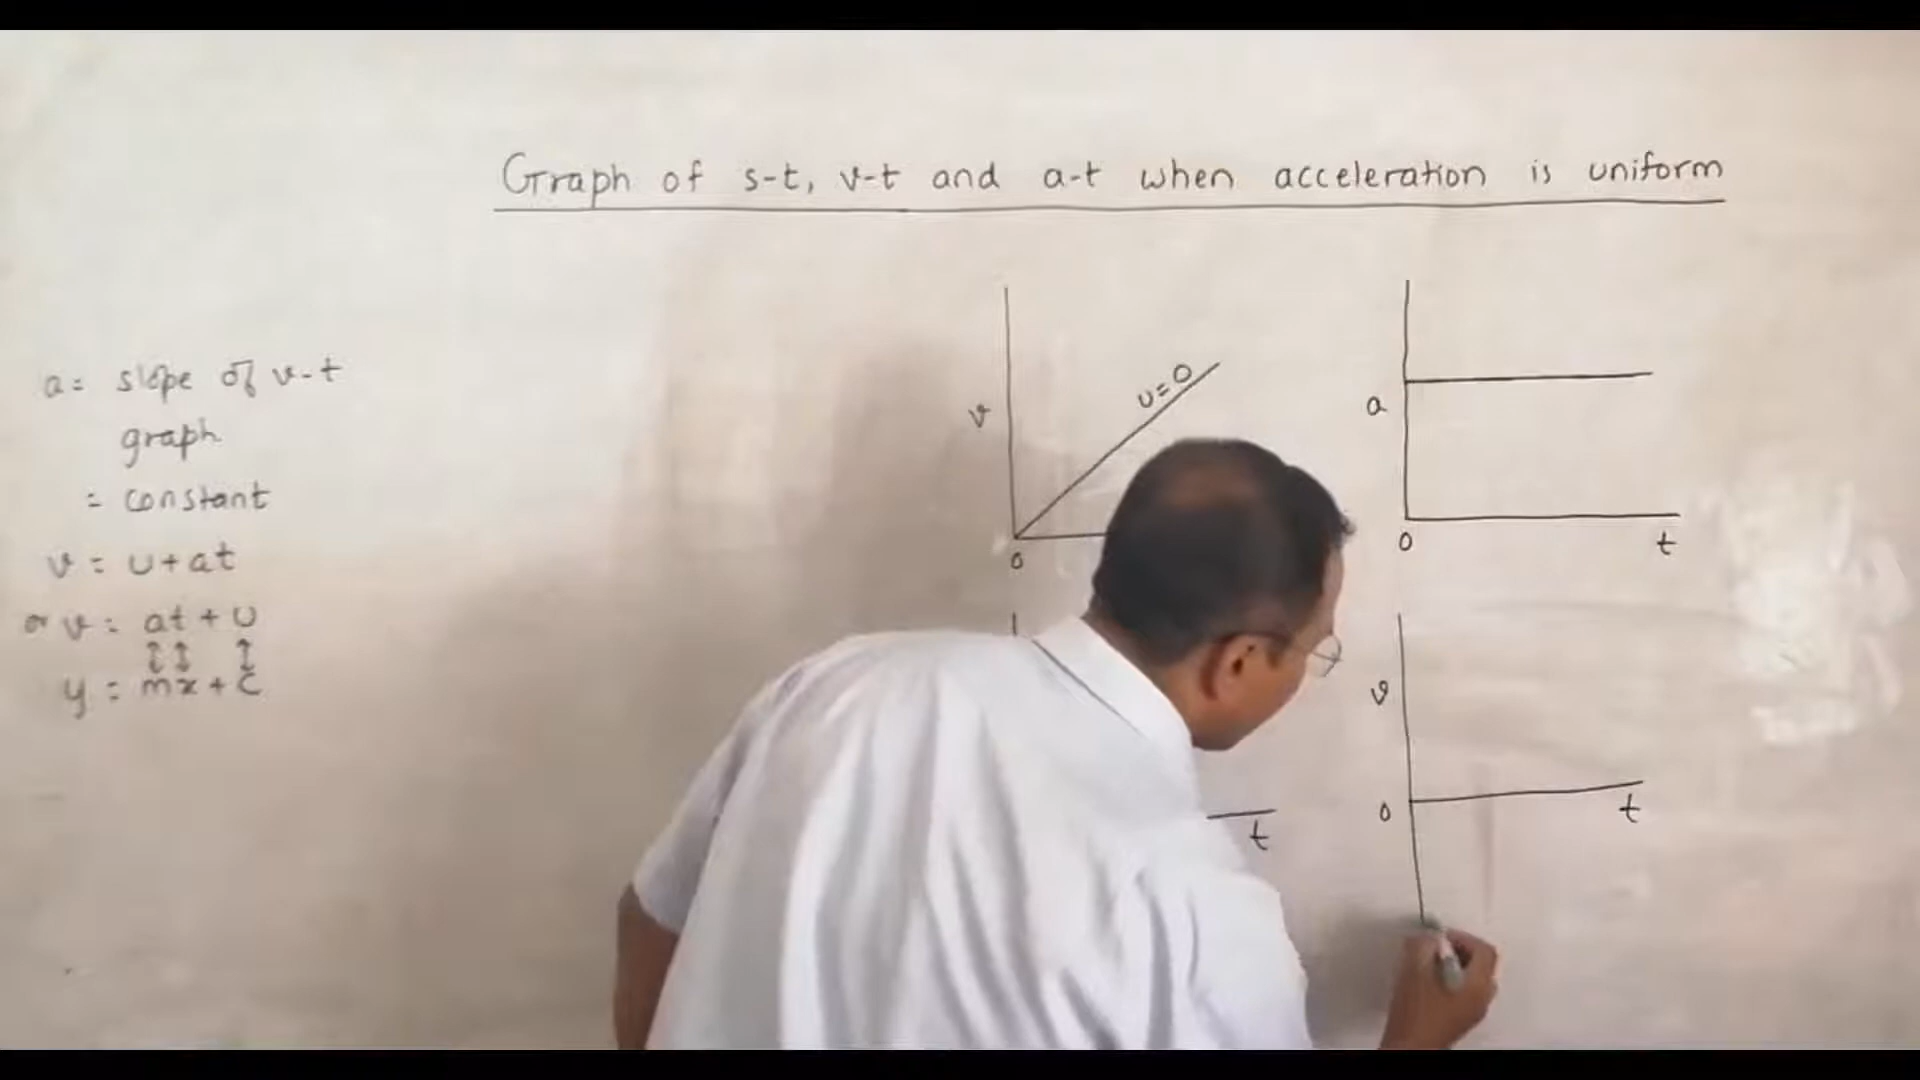 Graph of s-t, v-t and a-t when acceleration is uniform
a = slope of v-t
graph
= constant
v = u+at
or v = at + u
↕ ↕ ↕
y = mx + c
v
u=0
0
a
0
t
t
v
0
t